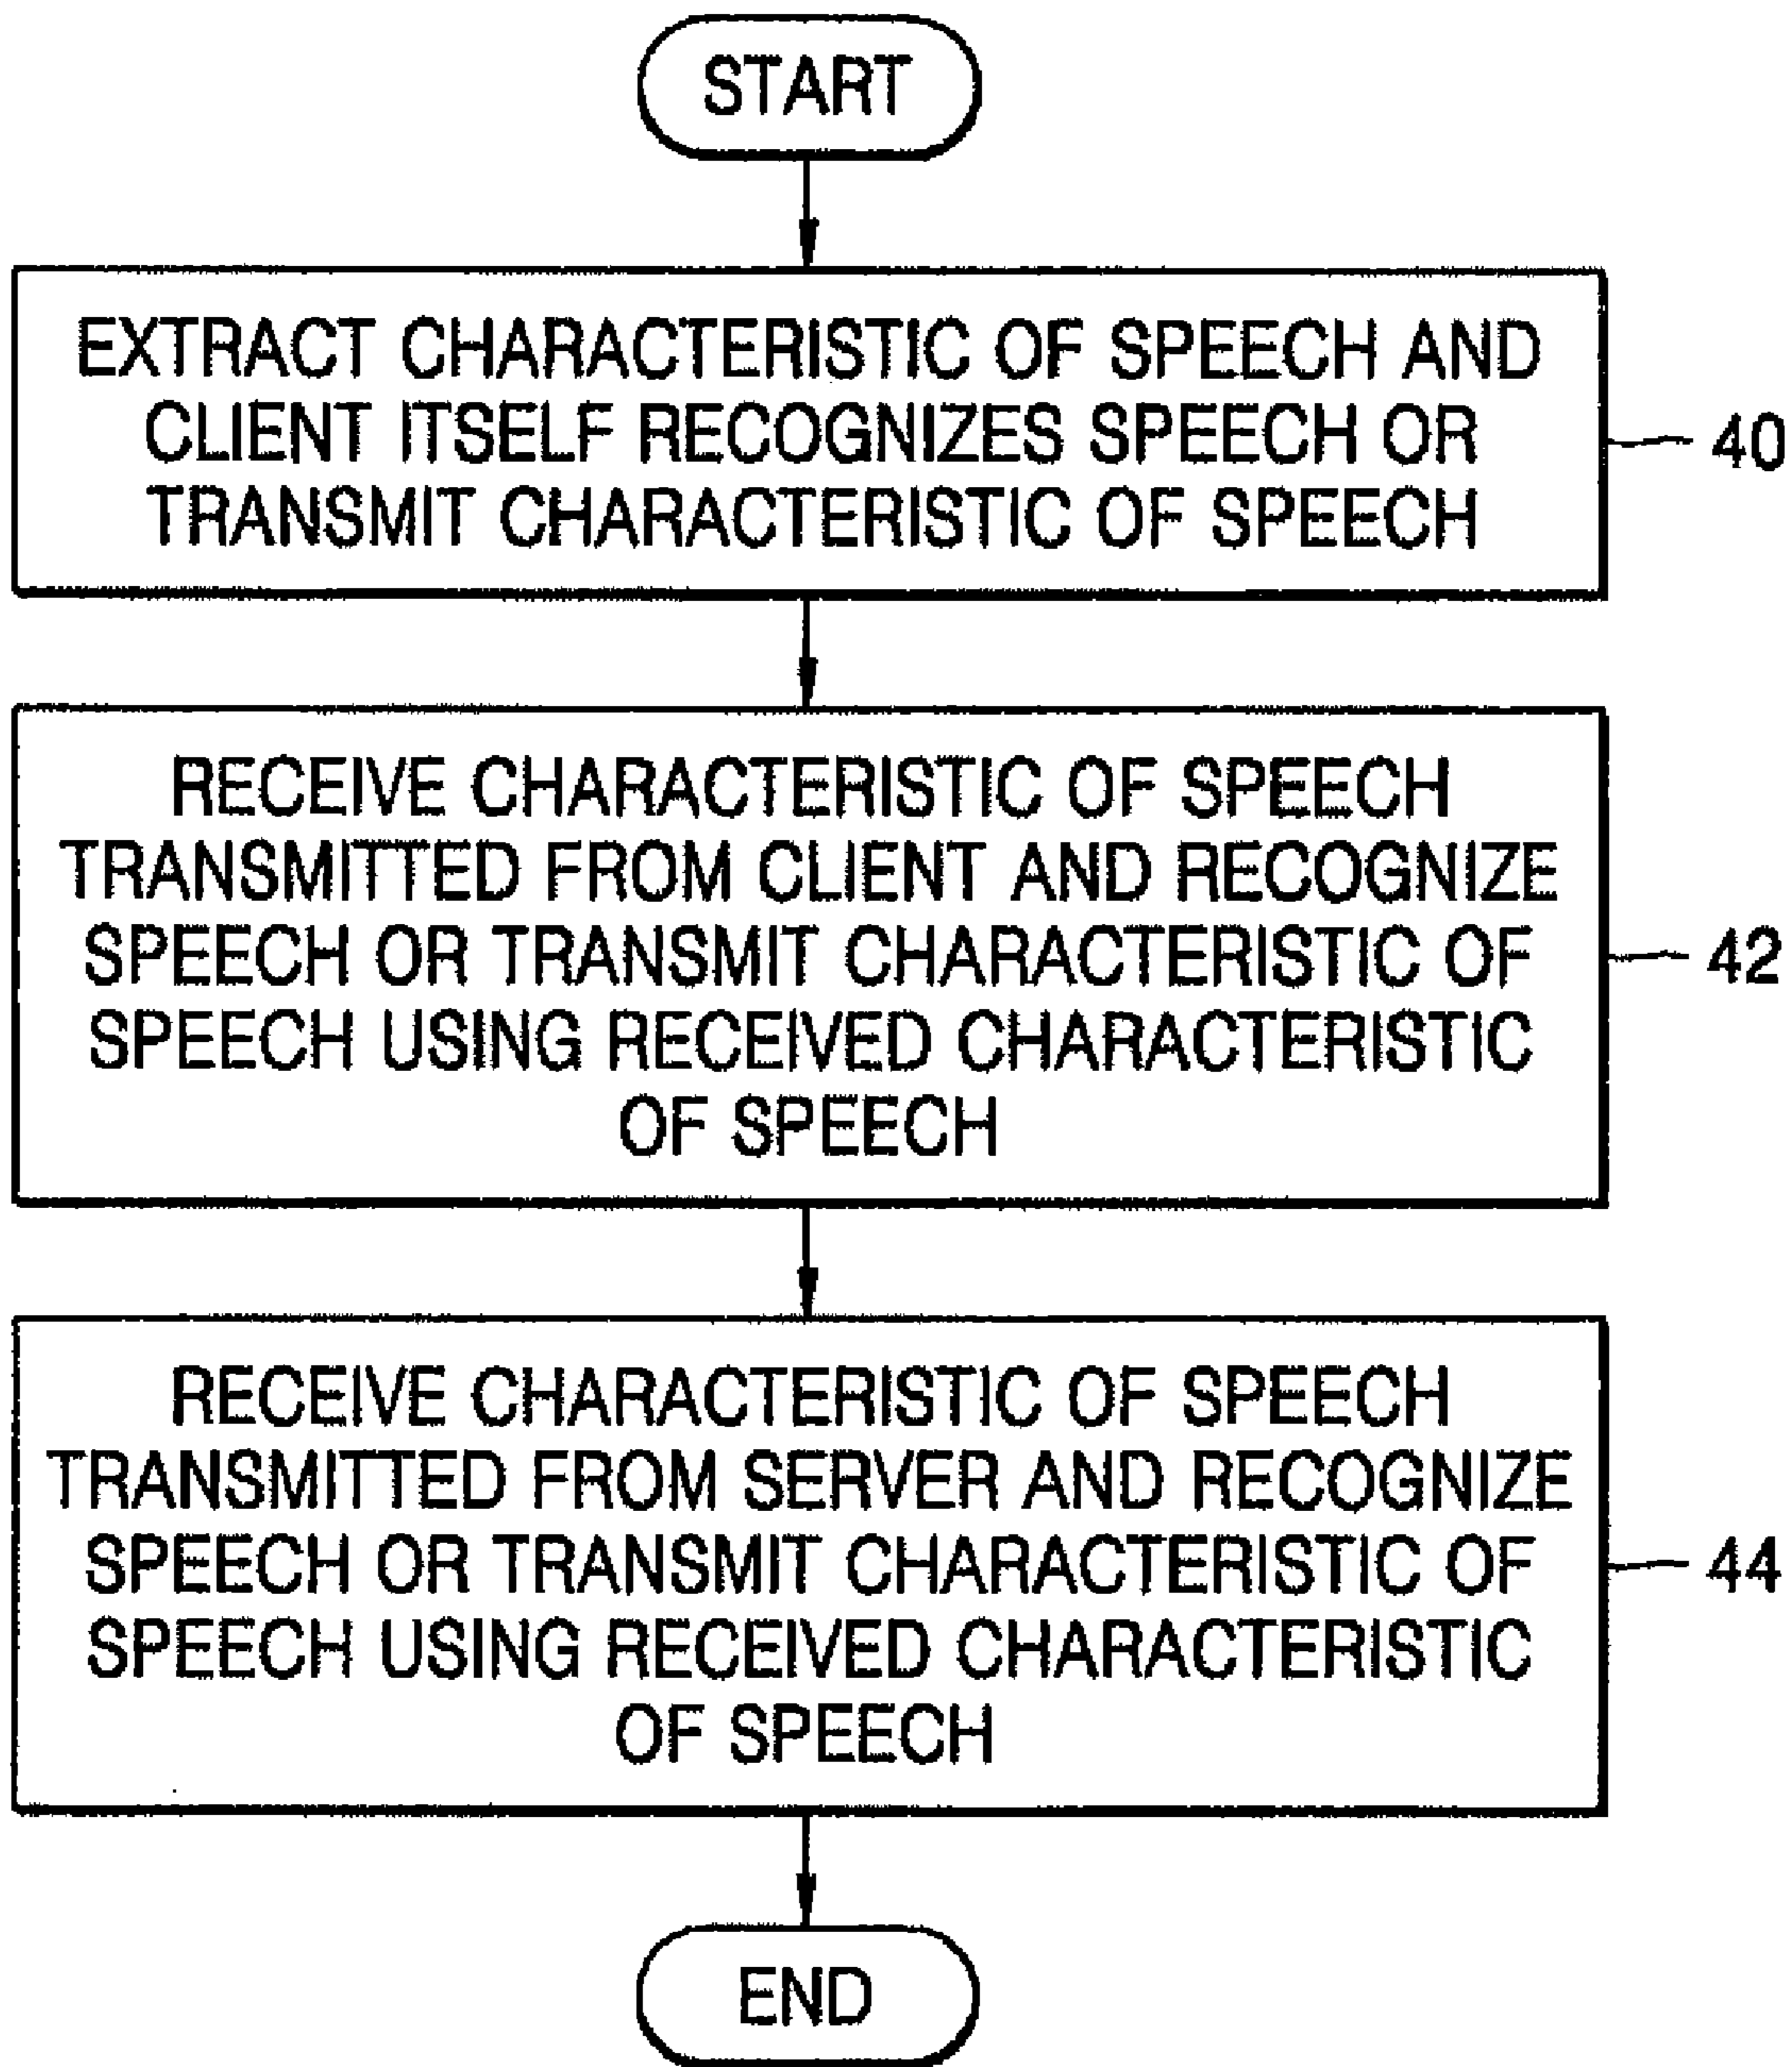 START
EXTRACT CHARACTERISTIC OF SPEECH AND
CLIENT ITSELF RECOGNIZES SPEECH OR
TRANSMIT CHARACTERISTIC OF SPEECH
40
RECEIVE CHARACTERISTIC OF SPEECH
TRANSMITTED FROM CLIENT AND RECOGNIZE
SPEECH OR TRANSMIT CHARACTERISTIC OF
SPEECH USING RECEIVED CHARACTERISTIC
OF SPEECH
42
RECEIVE CHARACTERISTIC OF SPEECH
TRANSMITTED FROM SERVER AND RECOGNIZE
SPEECH OR TRANSMIT CHARACTERISTIC OF
SPEECH USING RECEIVED CHARACTERISTIC
OF SPEECH
44
END